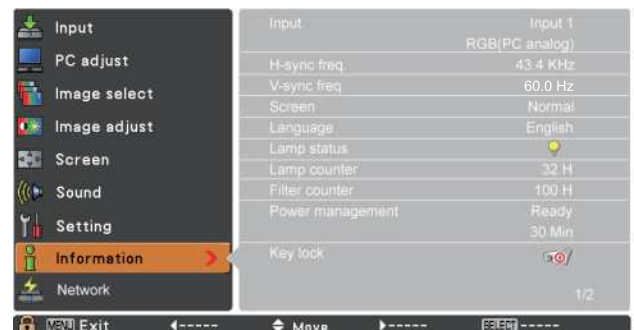 Input
PC adjust
Image select
Image adjust
Screen
Sound
Setting
Information
Network
Input Input 1
RGB(PC analog)
H-sync freq. 43.4 KHz
V-sync freq 60.0 Hz
Screen Normal
Language English
Lamp status
Lamp counter 32 H
Filter counter 100 H
Power management Ready
30 Min
Key lock
1/2
MENU Exit ◀----- Move ▶----- SELECT -----